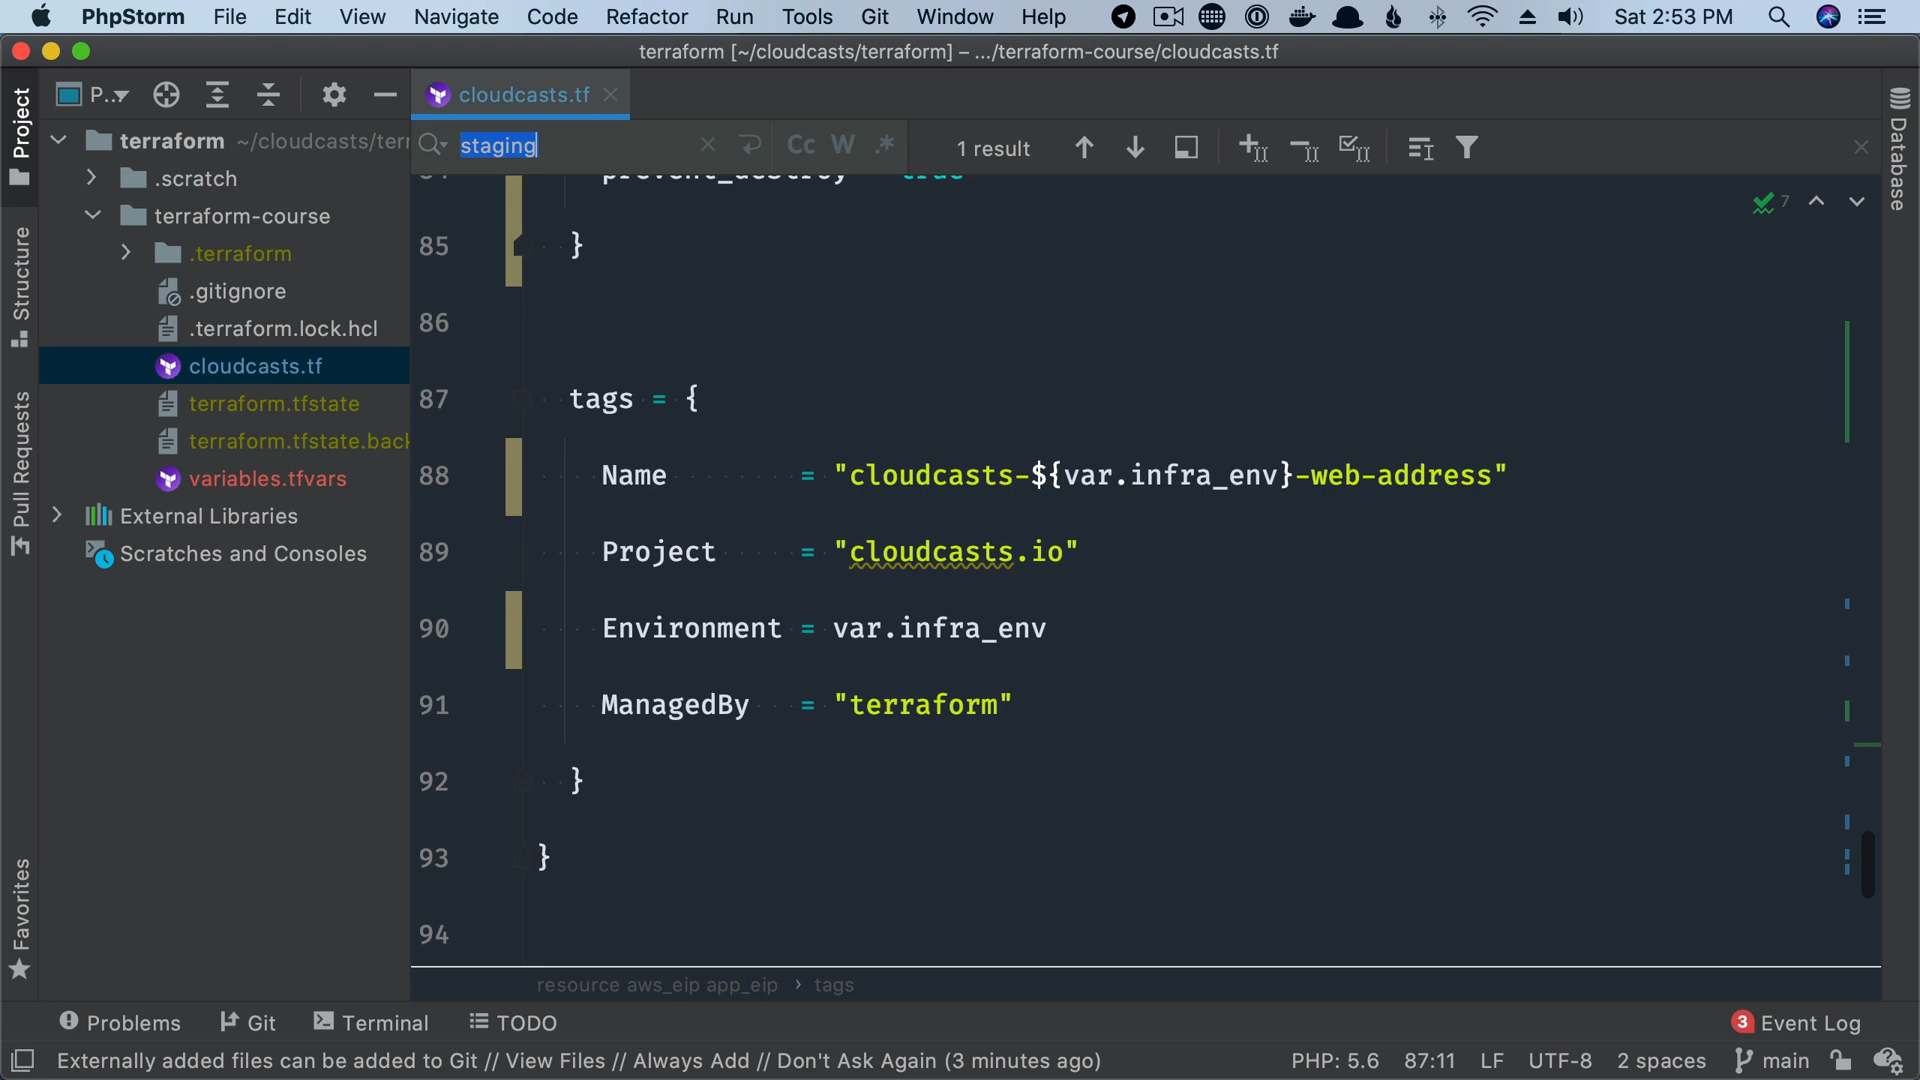 PhpStorm File Edit View Navigate Code Refactor Run Tools Git Window Help Sat 2:53 PM
terraform [~/cloudcasts/terraform] – .../terraform-course/cloudcasts.tf
P..
cloudcasts.tf
staging
Cc W .*
1 result
Project
Structure
Pull Requests
Favorites
Database
terraform ~/cloudcasts/terr
.scratch
terraform-course
.terraform
.gitignore
.terraform.lock.hcl
cloudcasts.tf
terraform.tfstate
terraform.tfstate.back
variables.tfvars
External Libraries
Scratches and Consoles
7
prevent_destroy true
85 }
86
87 tags = {
88 Name = "cloudcasts-${var.infra_env}-web-address"
89 Project = "cloudcasts.io"
90 Environment = var.infra_env
91 ManagedBy = "terraform"
92 }
93 }
94
resource aws_eip app_eip › tags
Problems Git Terminal TODO 3 Event Log
Externally added files can be added to Git // View Files // Always Add // Don't Ask Again (3 minutes ago) PHP: 5.6 87:11 LF UTF-8 2 spaces main